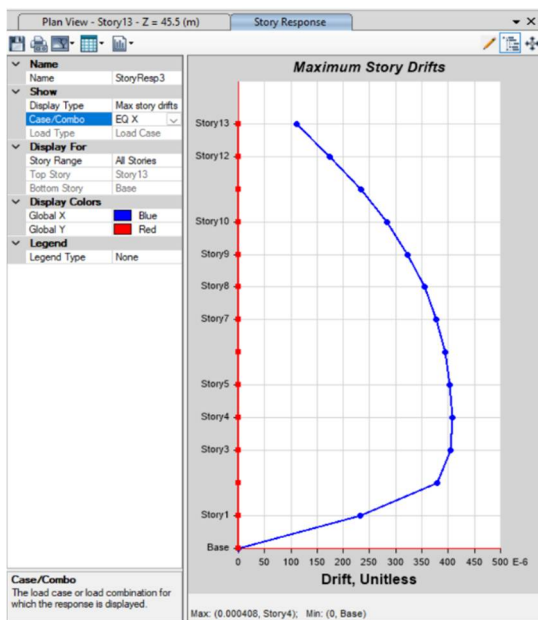 Plan View - Story13 - Z = 45.5 (m)
Story Response
Name
Name StoryResp3
Show
Display Type Max story drifts
Case/Combo EQ X
Load Type Load Case
Display For
Story Range All Stories
Top Story Story13
Bottom Story Base
Display Colors
Global X Blue
Global Y Red
Legend
Legend Type None
Case/Combo
The load case or load combination for
which the response is displayed.
Maximum Story Drifts
Story13
Story12
Story10
Story9
Story8
Story7
Story5
Story4
Story3
Story1
Base
0 50 100 150 200 250 300 350 400 450 500 E-6
Drift, Unitless
Max: (0.000408, Story4); Min: (0, Base)